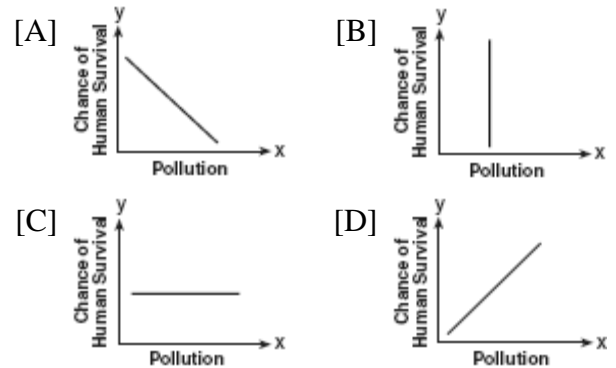 [A]
y
Chance of
Human Survival
x
Pollution
[B]
y
Chance of
Human Survival
x
Pollution
[C]
y
Chance of
Human Survival
x
Pollution
[D]
y
Chance of
Human Survival
x
Pollution